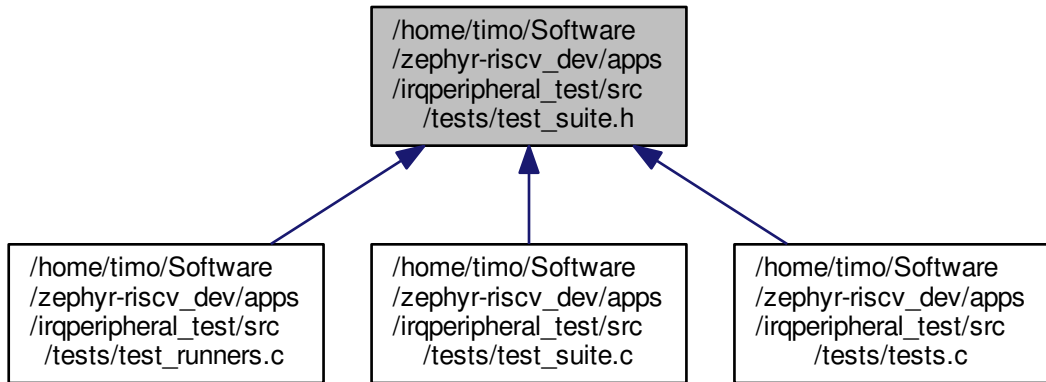 /home/timo/Software
/zephyr-riscv_dev/apps
/irqperipheral_test/src
/tests/test_suite.h
/home/timo/Software
/zephyr-riscv_dev/apps
/irqperipheral_test/src
/tests/test_runners.c
/home/timo/Software
/zephyr-riscv_dev/apps
/irqperipheral_test/src
/tests/test_suite.c
/home/timo/Software
/zephyr-riscv_dev/apps
/irqperipheral_test/src
/tests/tests.c